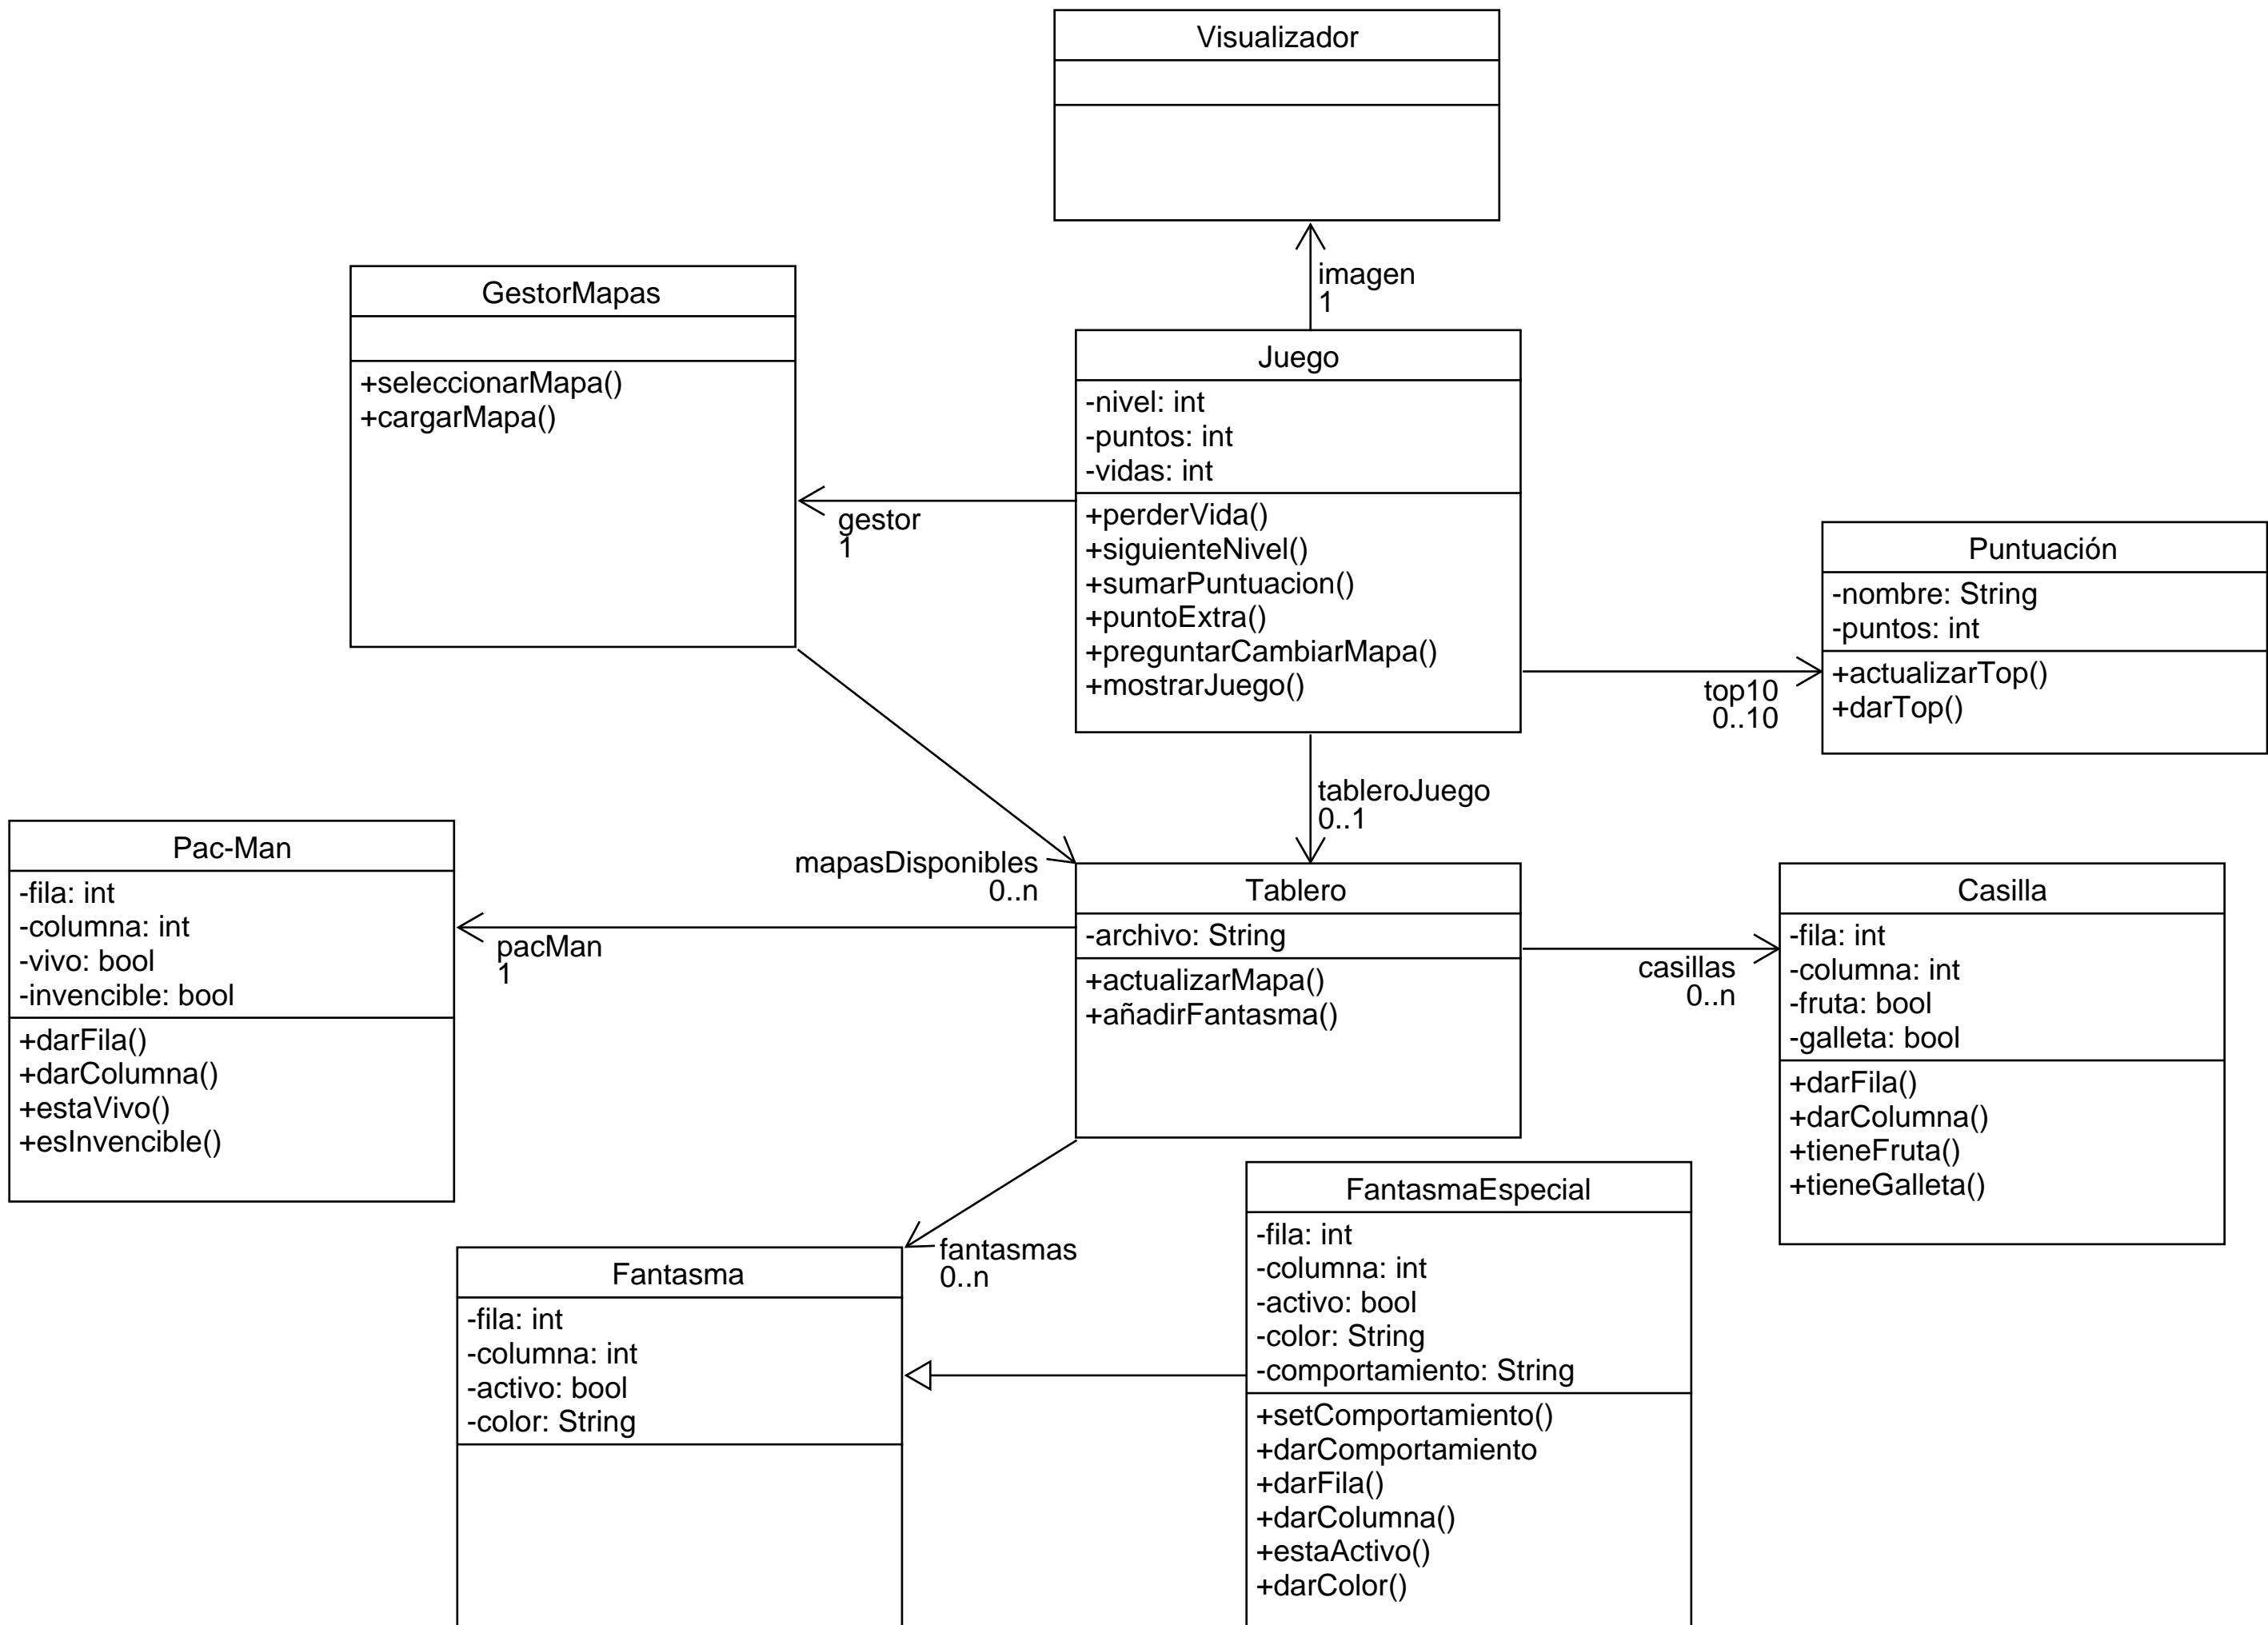 Visualizador
imagen
1
GestorMapas
+seleccionarMapa()
+cargarMapa()
gestor
1
Juego
-nivel: int
-puntos: int
-vidas: int
+perderVida()
+siguienteNivel()
+sumarPuntuacion()
+puntoExtra()
+preguntarCambiarMapa()
+mostrarJuego()
Puntuación
-nombre: String
-puntos: int
+actualizarTop()
+darTop()
top10
0..10
tableroJuego
0..1
mapasDisponibles
0..n
Pac-Man
-fila: int
-columna: int
-vivo: bool
-invencible: bool
+darFila()
+darColumna()
+estaVivo()
+esInvencible()
pacMan
1
Tablero
-archivo: String
+actualizarMapa()
+añadirFantasma()
casillas
0..n
Casilla
-fila: int
-columna: int
-fruta: bool
-galleta: bool
+darFila()
+darColumna()
+tieneFruta()
+tieneGalleta()
fantasmas
0..n
Fantasma
-fila: int
-columna: int
-activo: bool
-color: String
FantasmaEspecial
-fila: int
-columna: int
-activo: bool
-color: String
-comportamiento: String
+setComportamiento()
+darComportamiento
+darFila()
+darColumna()
+estaActivo()
+darColor()